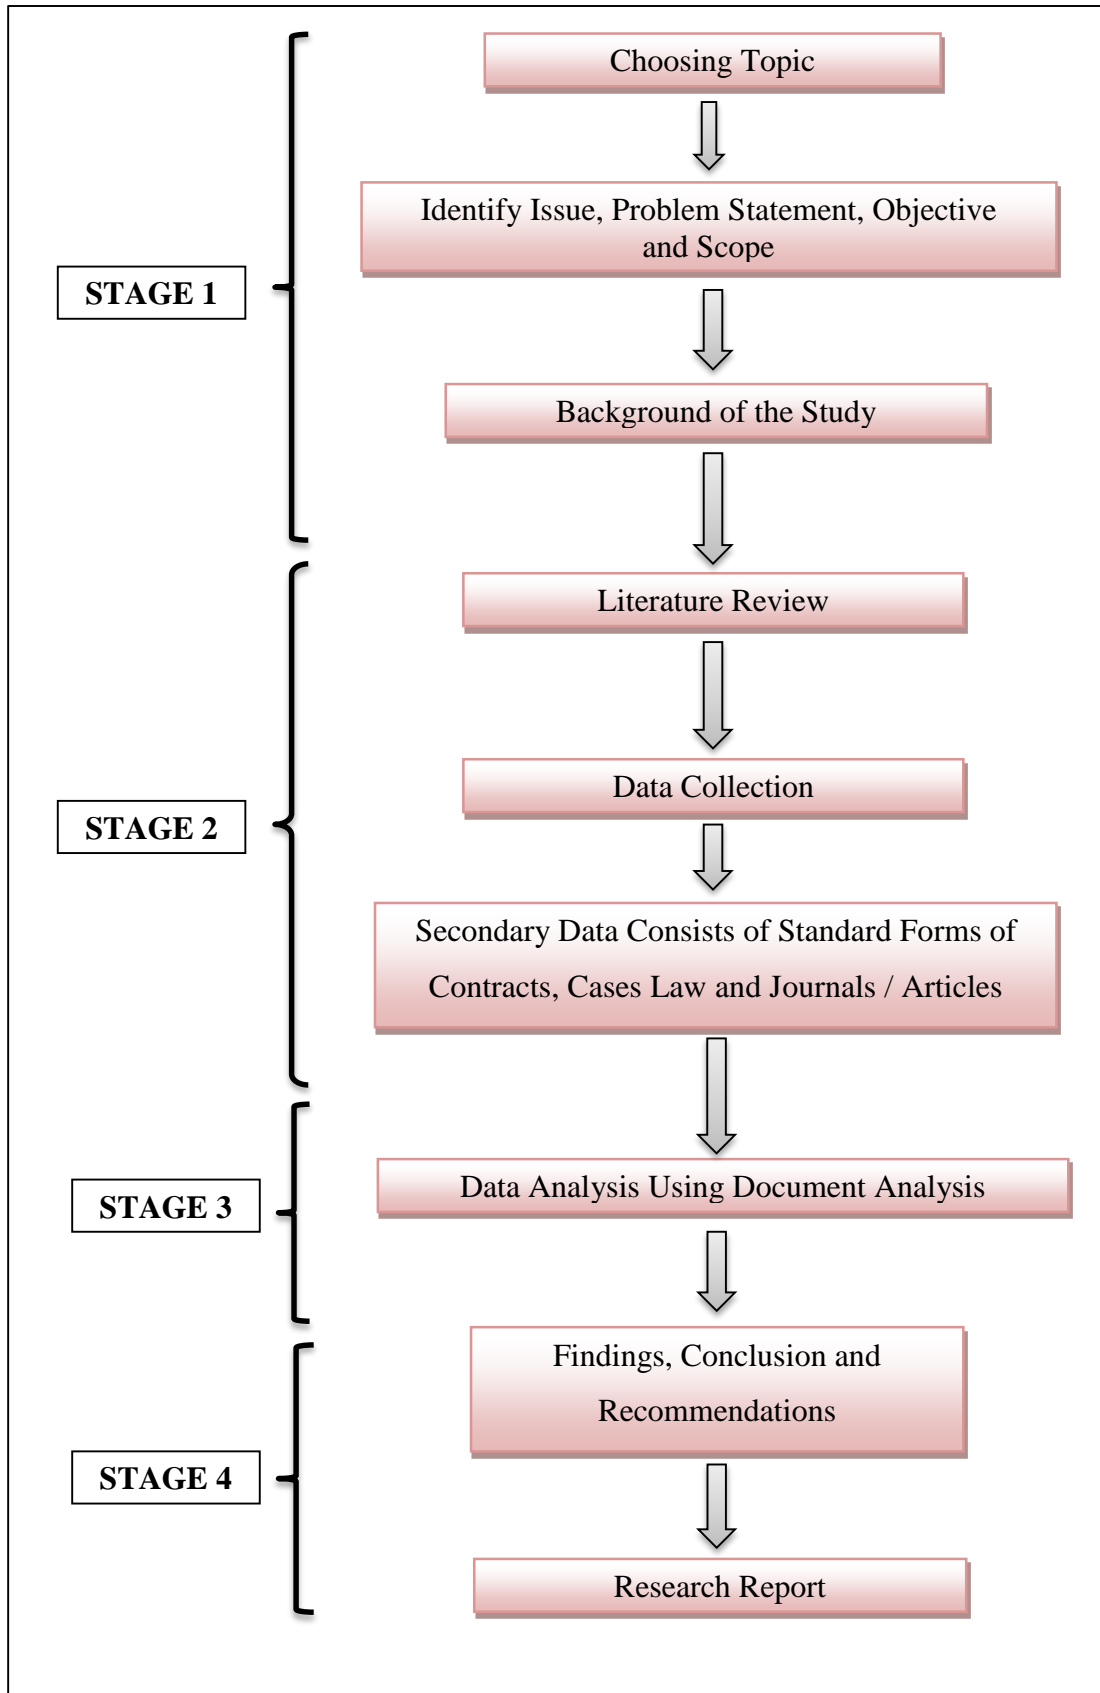 Choosing Topic
Identify Issue, Problem Statement, Objective
and Scope
STAGE 1
Background of the Study
Literature Review
Data Collection
STAGE 2
Secondary Data Consists of Standard Forms of
Contracts, Cases Law and Journals / Articles
Data Analysis Using Document Analysis
STAGE 3
Findings, Conclusion and
Recommendations
STAGE 4
Research Report